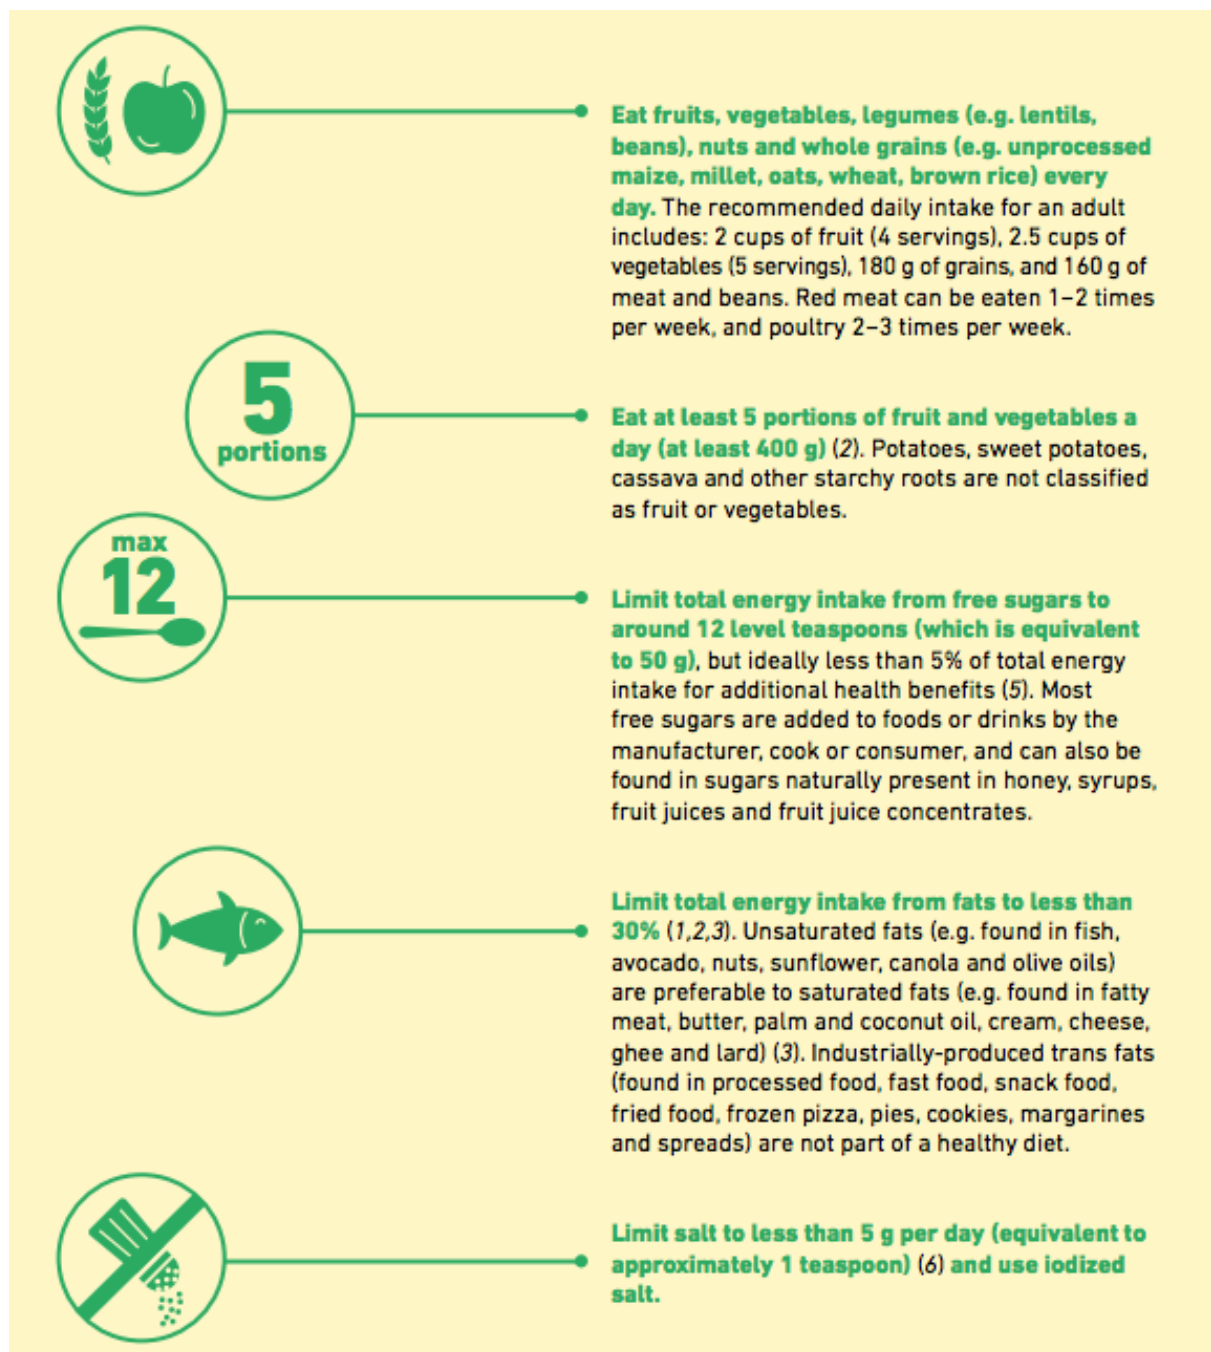 Eat fruits, vegetables, legumes (e.g. lentils,
beans), nuts and whole grains (e.g. unprocessed
maize, millet, oats, wheat, brown rice) every
day. The recommended daily intake for an adult
includes: 2 cups of fruit (4 servings), 2.5 cups of
vegetables (5 servings), 180 g of grains, and 160 g of
meat and beans. Red meat can be eaten 1–2 times
per week, and poultry 2–3 times per week.
5
portions
Eat at least 5 portions of fruit and vegetables a
day (at least 400 g) (2). Potatoes, sweet potatoes,
cassava and other starchy roots are not classified
as fruit or vegetables.
max
12
Limit total energy intake from free sugars to
around 12 level teaspoons (which is equivalent
to 50 g), but ideally less than 5% of total energy
intake for additional health benefits (5). Most
free sugars are added to foods or drinks by the
manufacturer, cook or consumer, and can also be
found in sugars naturally present in honey, syrups,
fruit juices and fruit juice concentrates.
Limit total energy intake from fats to less than
30% (1,2,3). Unsaturated fats (e.g. found in fish,
avocado, nuts, sunflower, canola and olive oils)
are preferable to saturated fats (e.g. found in fatty
meat, butter, palm and coconut oil, cream, cheese,
ghee and lard) (3). Industrially-produced trans fats
(found in processed food, fast food, snack food,
fried food, frozen pizza, pies, cookies, margarines
and spreads) are not part of a healthy diet.
Limit salt to less than 5 g per day (equivalent to
approximately 1 teaspoon) (6) and use iodized
salt.